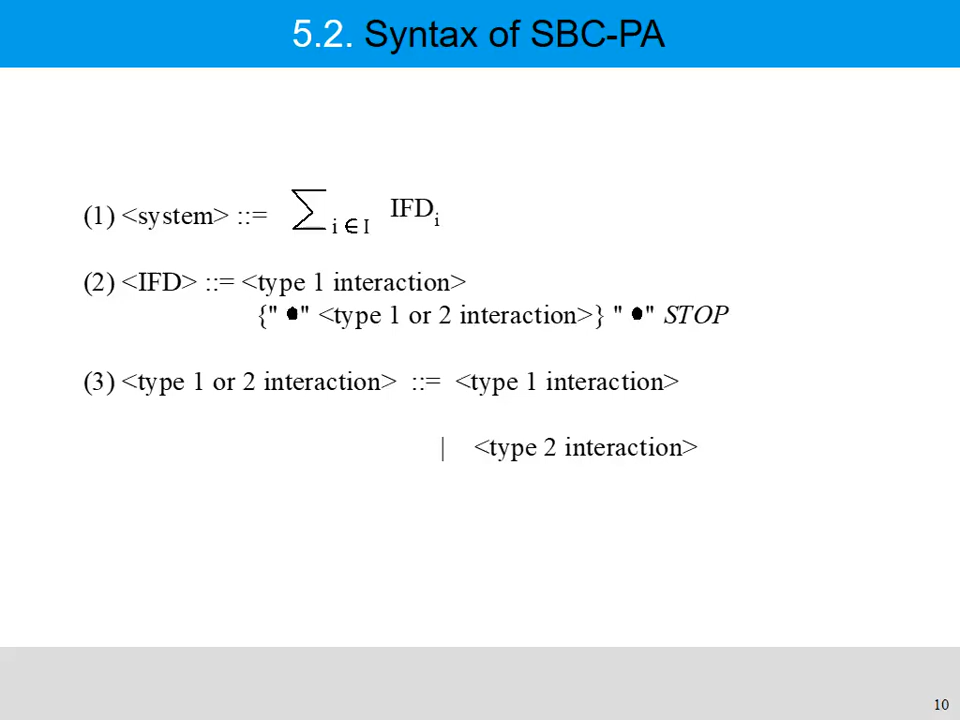 5.2. Syntax of SBC-PA
(1) <system> ::= ∑ i ∈ I IFDi
(2) <IFD> ::= <type 1 interaction>
{" ●" <type 1 or 2 interaction>} " ●" STOP
(3) <type 1 or 2 interaction> ::= <type 1 interaction>
| <type 2 interaction>
10